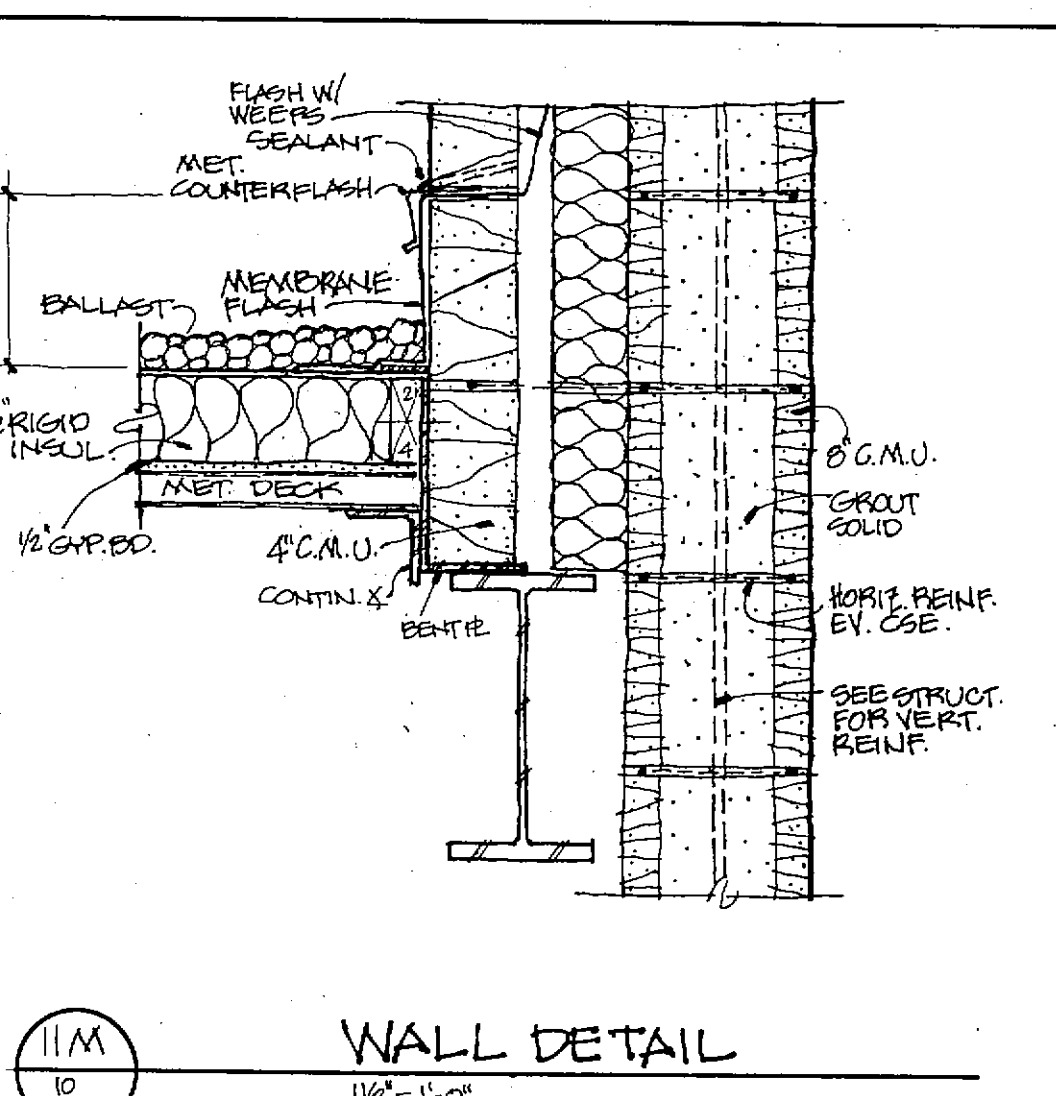 FLASH W/
WEEPS
SEALANT
MET.
COUNTERFLASH
MEMBRANE
FLASH
BALLAST
RIGID
INSUL.
2
4
MET. DECK
1/2" GYP. BD.
4" C.M.U.
CONTIN. ∡
BENT ⅊
8" C.M.U.
GROUT
SOLID
HORIZ. REINF.
EV. CSE.
SEE STRUCT.
FOR VERT.
REINF.
11M
10
WALL DETAIL